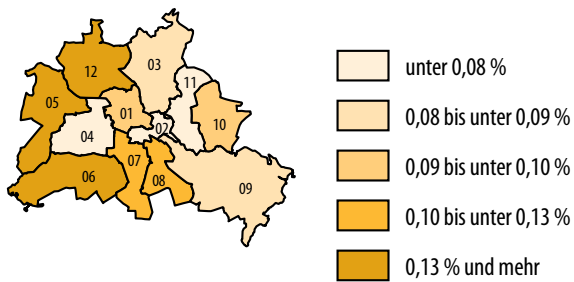 03
12
11
05
01
10
02
04
07
06
08
09
unter 0,08 %
0,08 bis unter 0,09 %
0,09 bis unter 0,10 %
0,10 bis unter 0,13 %
0,13 % und mehr